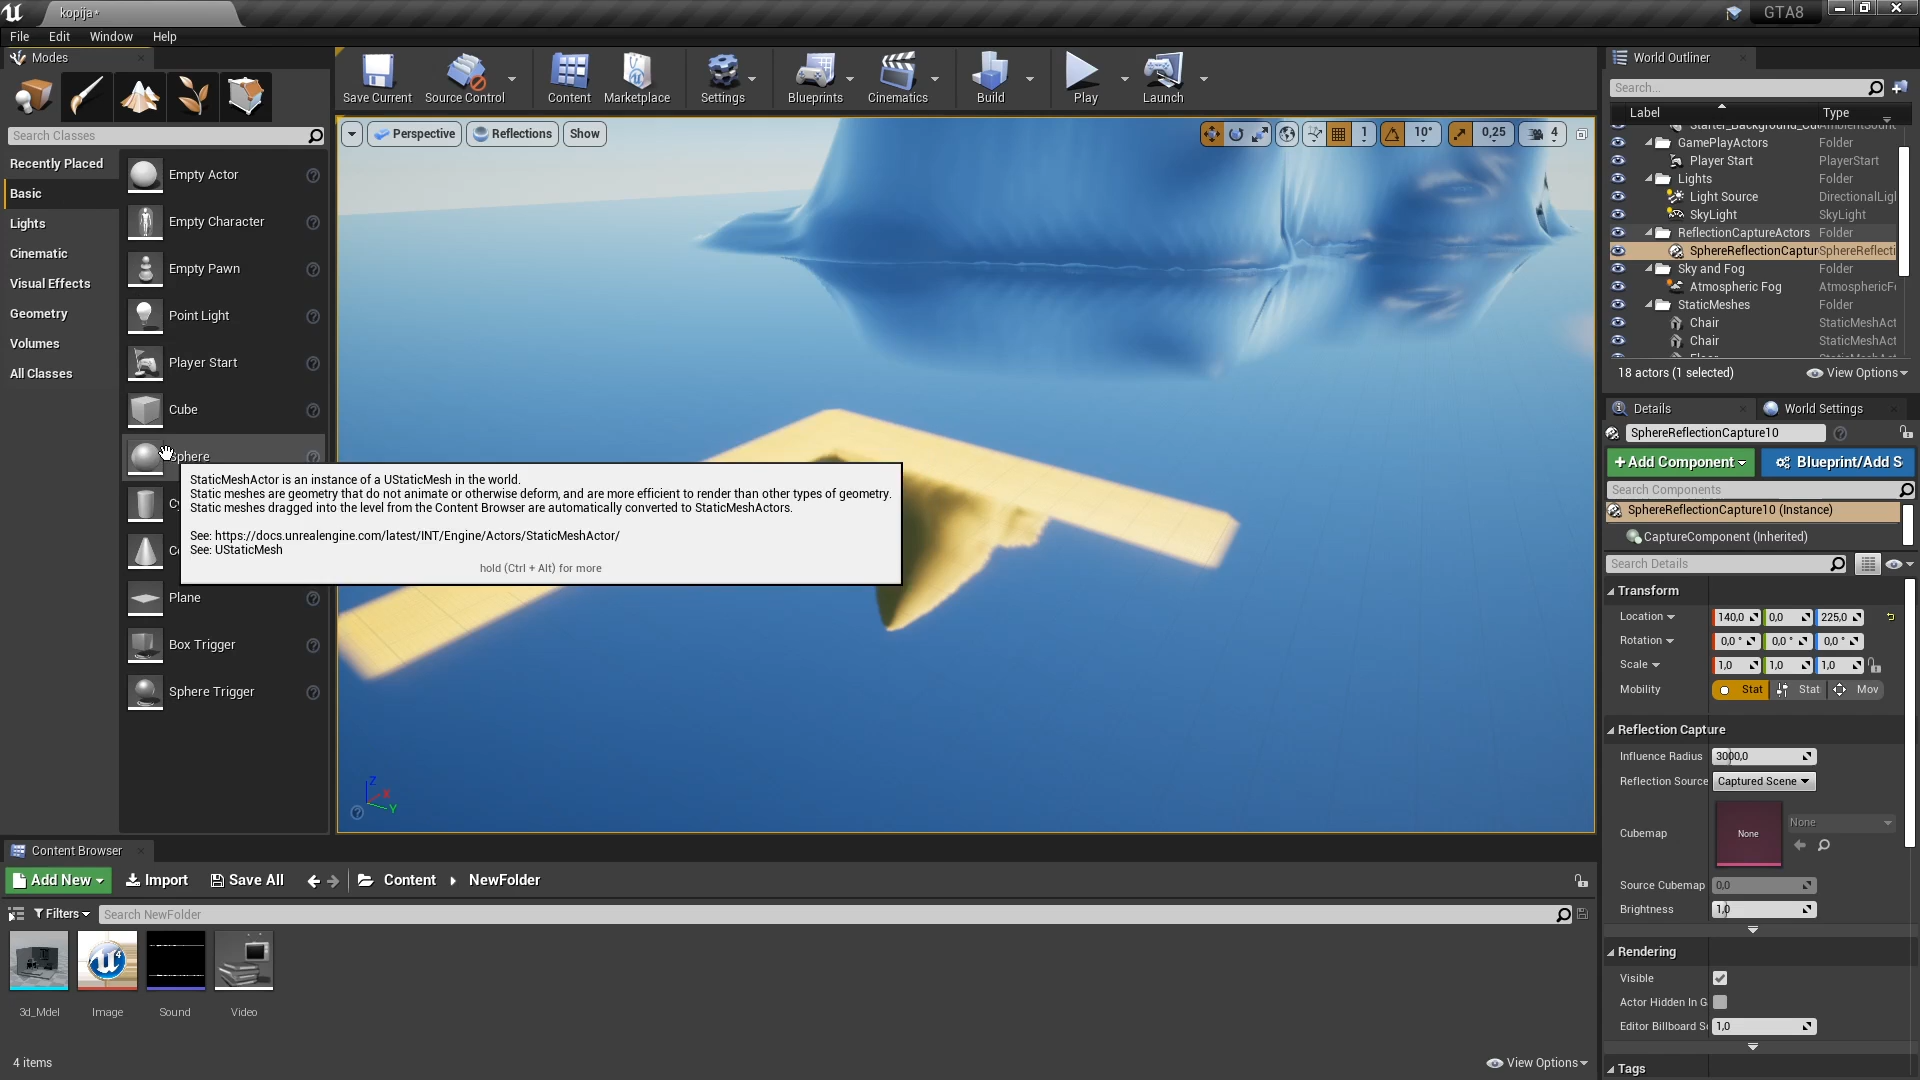 kopija*
GTA8
File
Edit
Window
Help
Modes
Search Classes
Recently Placed
Basic
Lights
Cinematic
Visual Effects
Geometry
Volumes
All Classes
Empty Actor
Empty Character
Empty Pawn
Point Light
Player Start
Cube
Sphere
Plane
Box Trigger
Sphere Trigger
Save Current
Source Control
Content
Marketplace
Settings
Blueprints
Cinematics
Build
Play
Launch
Perspective
Reflections
Show
1
10°
0,25
4
StaticMeshActor is an instance of a UStaticMesh in the world.
Static meshes are geometry that do not animate or otherwise deform, and are more efficient to render than other types of geometry.
Static meshes dragged into the level from the Content Browser are automatically converted to StaticMeshActors.
See: https://docs.unrealengine.com/latest/INT/Engine/Actors/StaticMeshActor/
See: UStaticMesh
hold (Ctrl + Alt) for more
Z
X
Y
World Outliner
Search...
Label
Type
GamePlayActors
Folder
Player Start
PlayerStart
Lights
Folder
Light Source
DirectionalLigl
SkyLight
SkyLight
ReflectionCaptureActors
Folder
SphereReflectionCaptur
SphereReflecti
Sky and Fog
Folder
Atmospheric Fog
AtmosphericF
StaticMeshes
Folder
Chair
StaticMeshAct
Chair
StaticMeshAct
18 actors (1 selected)
View Options
Details
World Settings
SphereReflectionCapture10
+Add Component
Blueprint/Add S
Search Components
SphereReflectionCapture10 (Instance)
CaptureComponent (Inherited)
Search Details
Transform
Location
140,0
0,0
225,0
Rotation
0,0 °
0,0 °
0,0 °
Scale
1,0
1,0
1,0
Mobility
Stat
Stat
Mov
Reflection Capture
Influence Radius
3000,0
Reflection Source
Captured Scene
Cubemap
None
None
Source Cubemap
0,0
Brightness
1,0
Rendering
Visible
Actor Hidden In G
Editor Billboard S
1,0
Tags
Content Browser
Add New
Import
Save All
Content
NewFolder
Filters
Search NewFolder
3d_Mdel
Image
Sound
Video
4 items
View Options